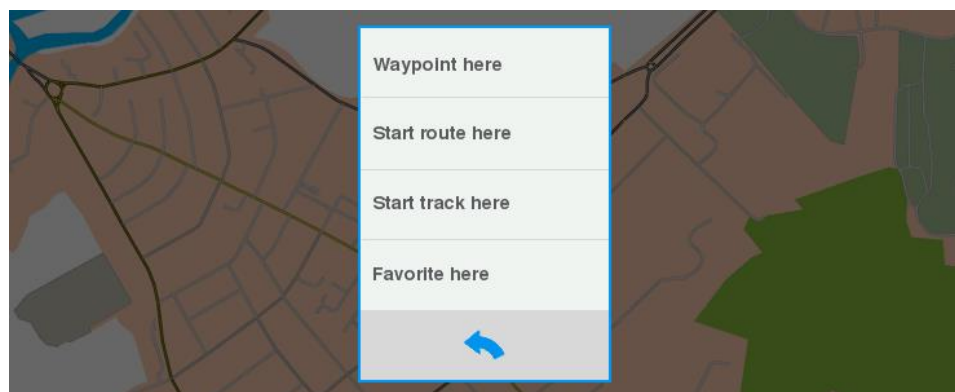 Waypoint here
Start route here
Start track here
Favorite here